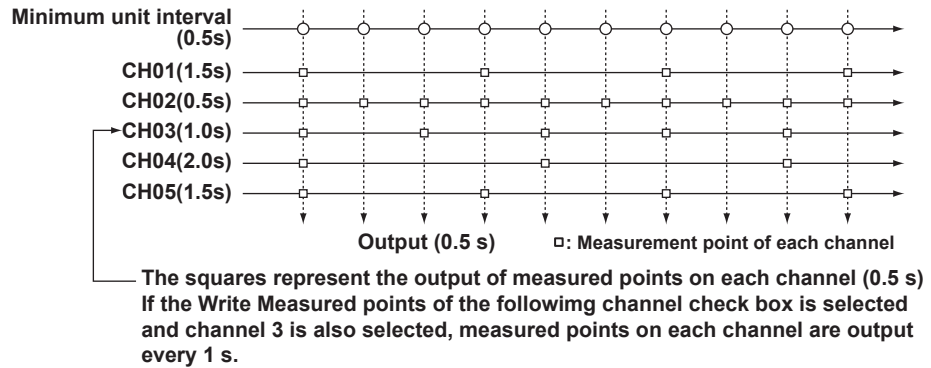 Minimum unit interval
(0.5s)
CH01(1.5s)
CH02(0.5s)
CH03(1.0s)
CH04(2.0s)
CH05(1.5s)
Output (0.5 s)
: Measurement point of each channel
The squares represent the output of measured points on each channel (0.5 s)
If the Write Measured points of the followimg channel check box is selected
and channel 3 is also selected, measured points on each channel are output
every 1 s.